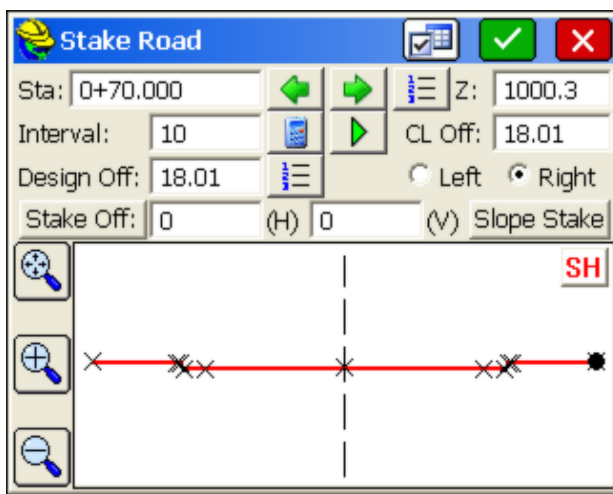 Stake Road
Sta: 0+70.000 Z: 1000.3
Interval: 10 CL Off: 18.01
Design Off: 18.01 Left Right
Stake Off: 0 (H) 0 (V) Slope Stake
SH